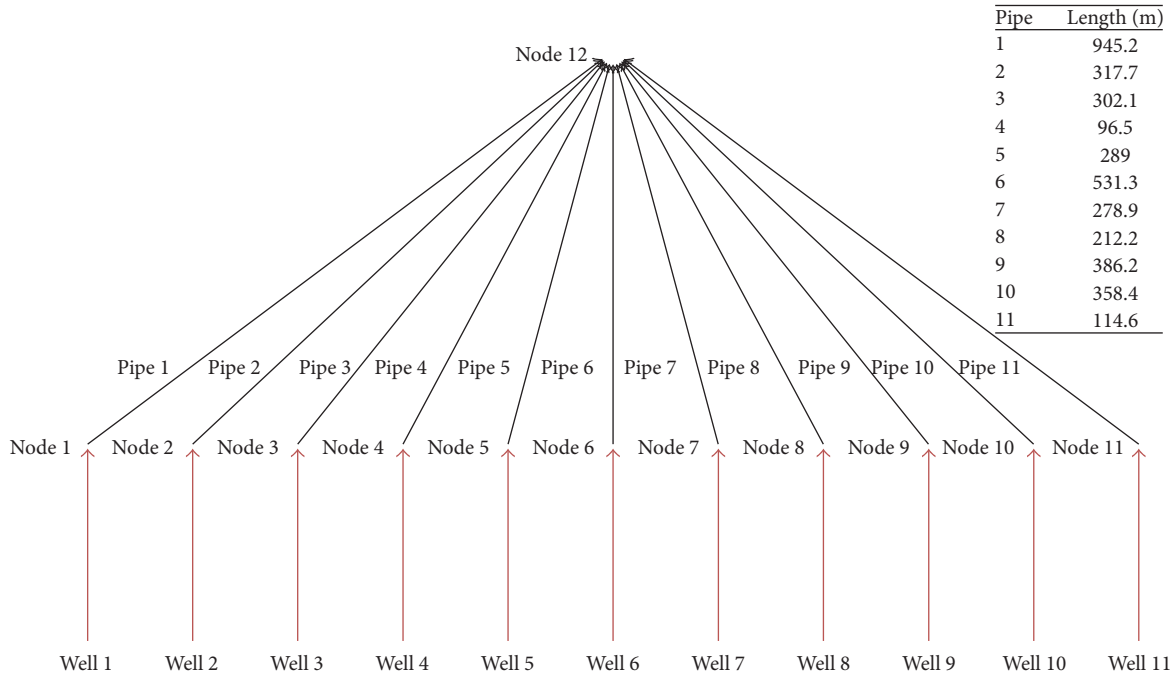 Pipe Length (m)
1 945.2
2 317.7
3 302.1
4 96.5
5 289
6 531.3
7 278.9
8 212.2
9 386.2
10 358.4
11 114.6
Node 12
Pipe 1 Pipe 2 Pipe 3 Pipe 4 Pipe 5 Pipe 6 Pipe 7 Pipe 8 Pipe 9 Pipe 10 Pipe 11
Node 1 Node 2 Node 3 Node 4 Node 5 Node 6 Node 7 Node 8 Node 9 Node 10 Node 11
Well 1 Well 2 Well 3 Well 4 Well 5 Well 6 Well 7 Well 8 Well 9 Well 10 Well 11